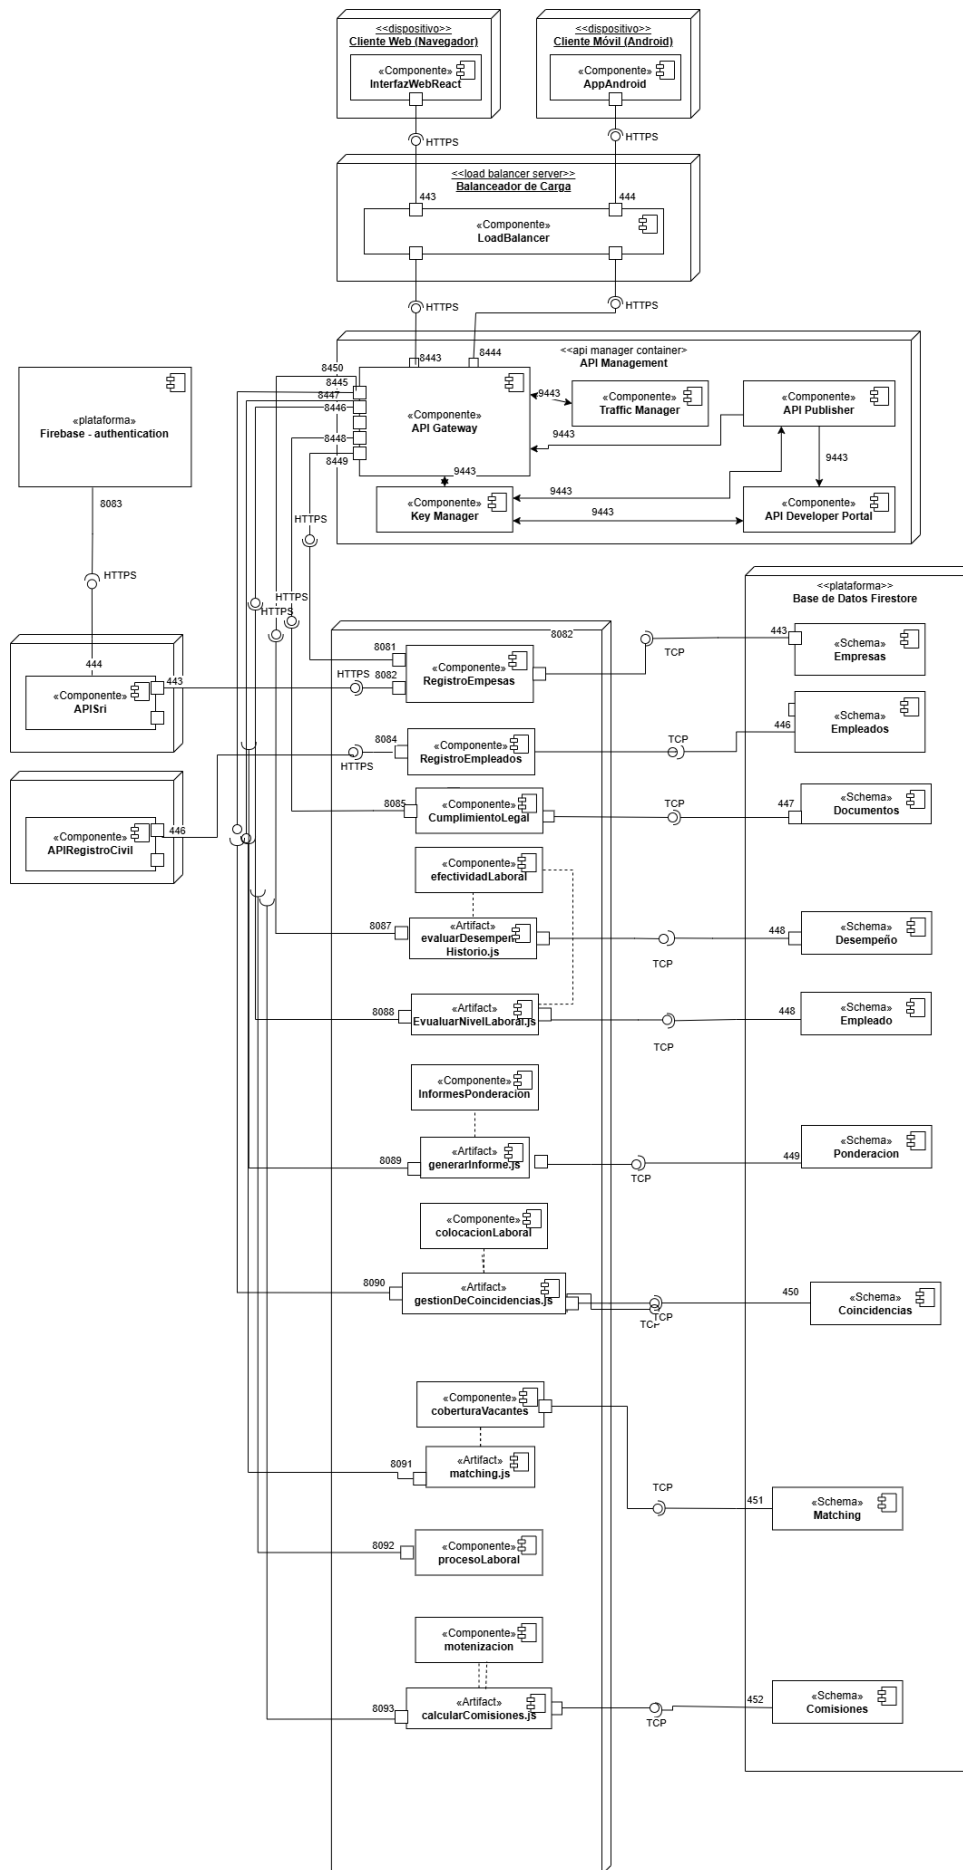 <<dispositivo>>
Cliente Web (Navegador)
«Componente»
InterfazWebReact
<<dispositivo>>
Cliente Móvil (Android)
«Componente»
AppAndroid
HTTPS
HTTPS
<<load balancer server>>
Balanceador de Carga
443
444
«Componente»
LoadBalancer
HTTPS
HTTPS
<<api manager container>
API Management
8443
8444
8450
8445
8447
8446
8448
8449
«Componente»
API Gateway
9443
«Componente»
Traffic Manager
«Componente»
API Publisher
9443
9443
9443
9443
«Componente»
Key Manager
9443
«Componente»
API Developer Portal
«plataforma»
Firebase - authentication
8083
HTTPS
HTTPS
HTTPS
HTTPS
HTTPS
444
«Componente»
APISri
443
HTTPS
446
«Componente»
APIRegistroCivil
HTTPS
8082
8081
8082
«Componente»
RegistroEmpesas
TCP
8084
«Componente»
RegistroEmpleados
TCP
8085
«Componente»
CumplimientoLegal
TCP
«Componente»
efectividadLaboral
8087
«Artifact»
evaluarDesempen
Historio.js
TCP
8088
«Artifact»
EvualuarNivelLaboral.js
TCP
«Componente»
InformesPonderacion
8089
«Artifact»
generarInforme.js
TCP
«Componente»
colocacionLaboral
8090
«Artifact»
gestionDeCoincidencias.js
TCP
TCP
«Componente»
coberturaVacantes
8091
«Artifact»
matching.js
TCP
8092
«Componente»
procesoLaboral
«Componente»
motenizacion
8093
«Artifact»
calcularComisiones.js
TCP
<<plataforma>>
Base de Datos Firestore
443
«Schema»
Empresas
446
«Schema»
Empleados
447
«Schema»
Documentos
448
«Schema»
Desempeño
448
«Schema»
Empleado
449
«Schema»
Ponderacion
450
«Schema»
Coincidencias
451
«Schema»
Matching
452
«Schema»
Comisiones